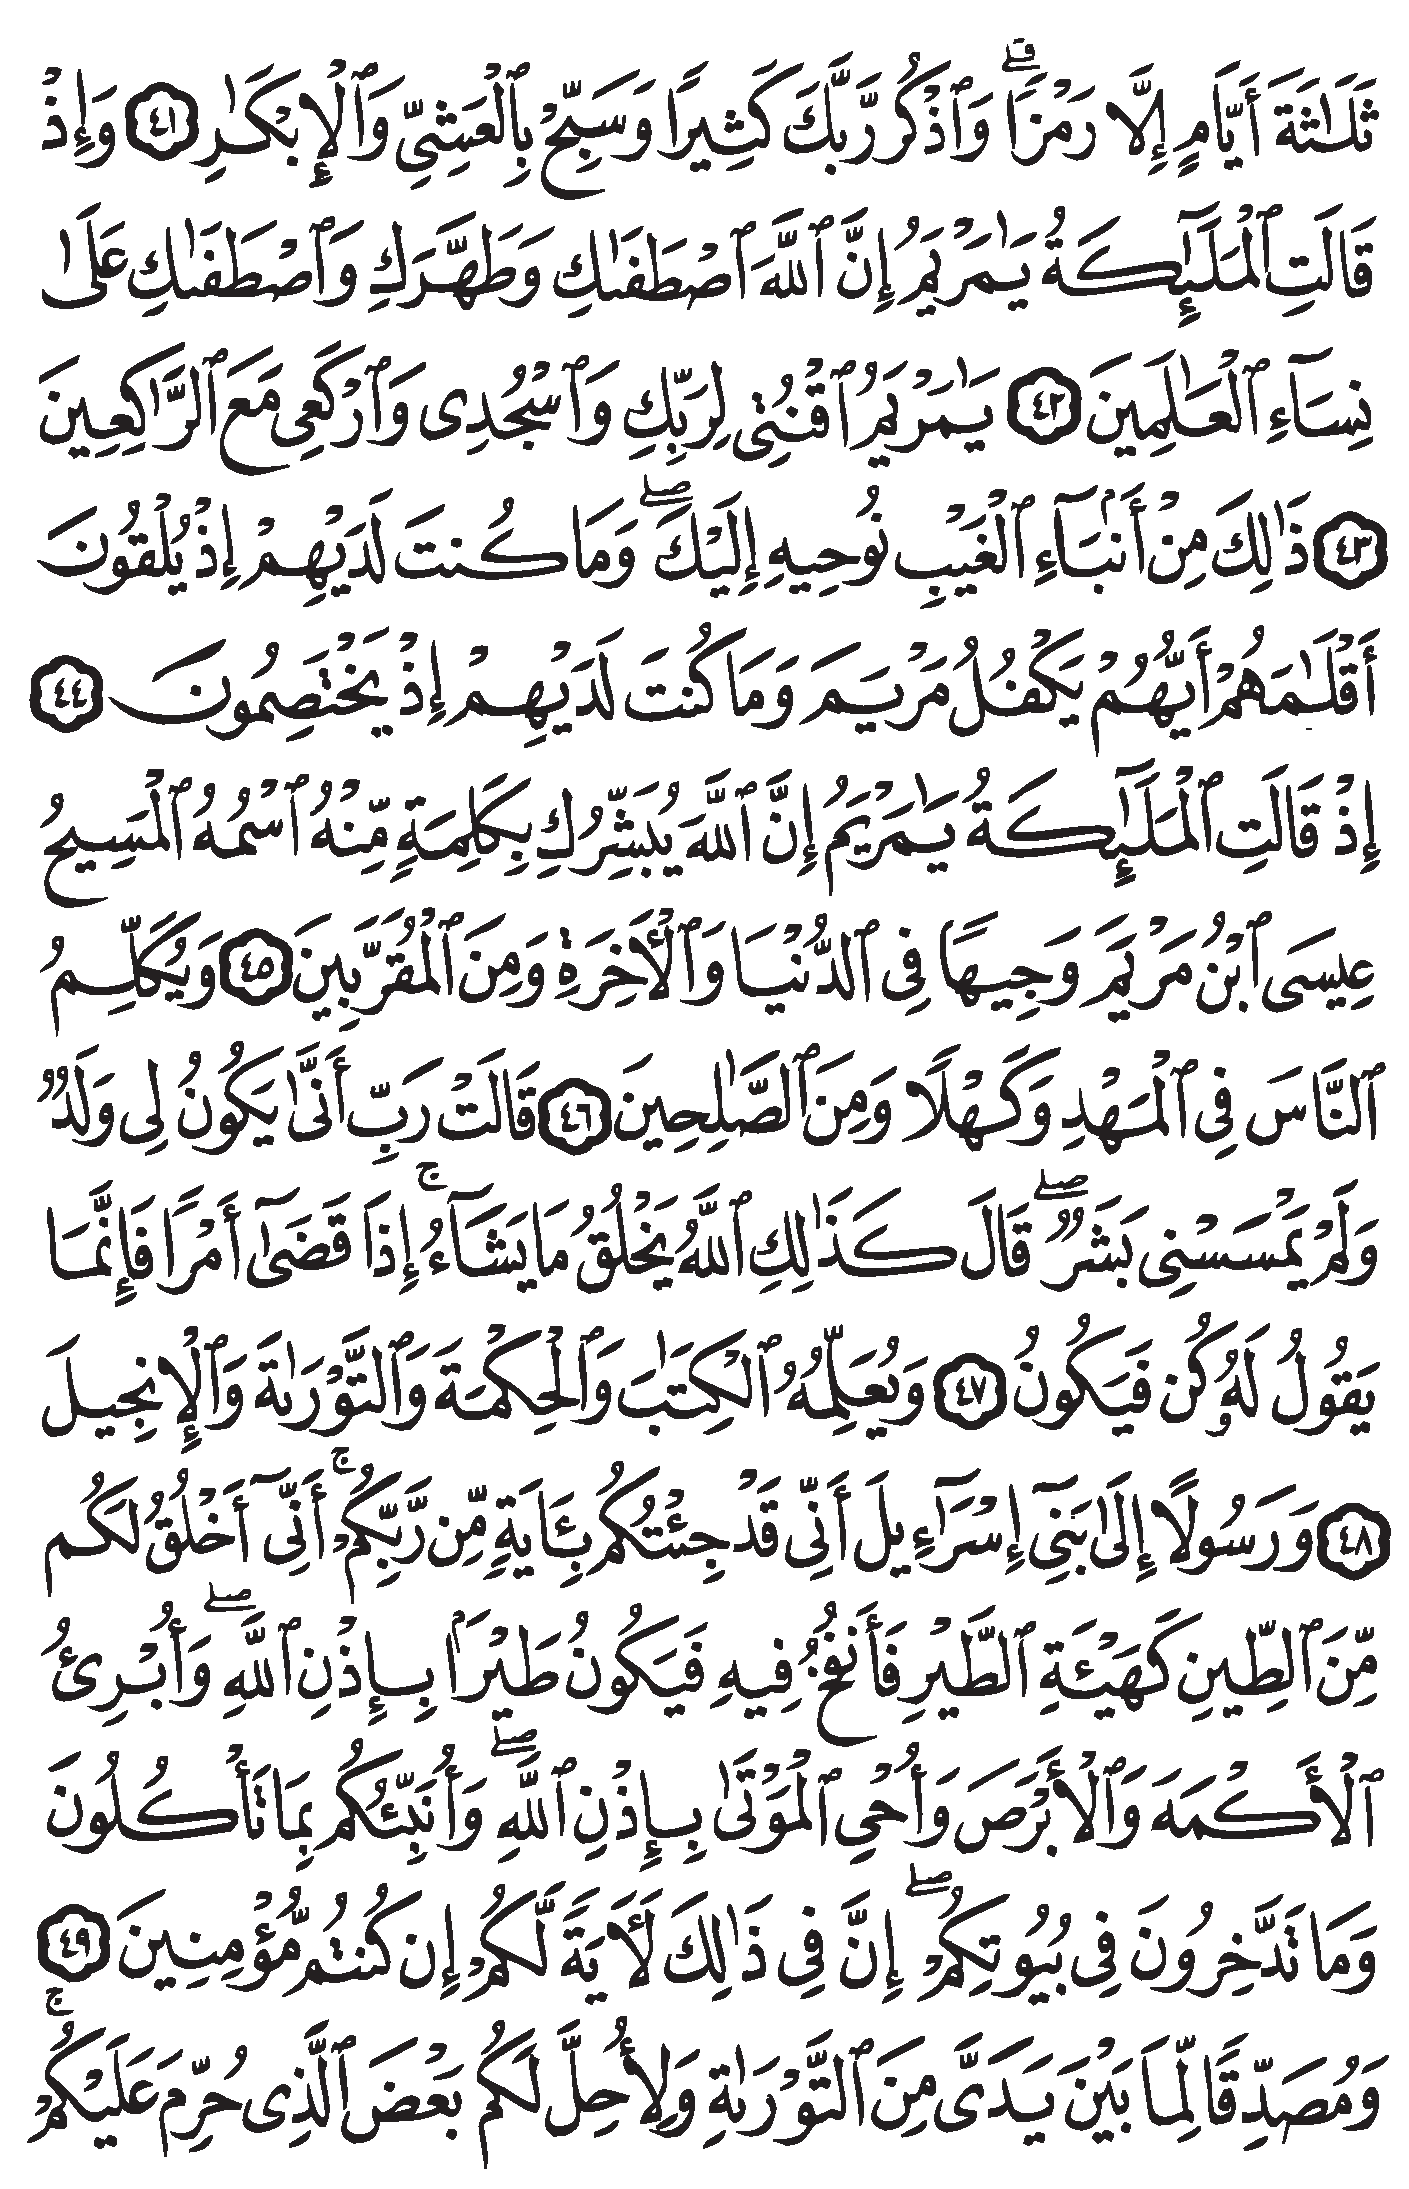 ثَلَٰثَةَ أَيَّامٍ إِلَّا رَمْزًا ۗ وَٱذْكُر رَّبَّكَ كَثِيرًا وَسَبِّحْ بِٱلْعَشِىِّ وَٱلْإِبْكَٰرِ ٤١ وَإِذْ
قَالَتِ ٱلْمَلَٰٓئِكَةُ يَٰمَرْيَمُ إِنَّ ٱللَّهَ ٱصْطَفَىٰكِ وَطَهَّرَكِ وَٱصْطَفَىٰكِ عَلَىٰ
نِسَآءِ ٱلْعَٰلَمِينَ ٤٢ يَٰمَرْيَمُ ٱقْنُتِى لِرَبِّكِ وَٱسْجُدِى وَٱرْكَعِى مَعَ ٱلرَّٰكِعِينَ
٤٣ ذَٰلِكَ مِنْ أَنۢبَآءِ ٱلْغَيْبِ نُوحِيهِ إِلَيْكَ ۖ وَمَا كُنتَ لَدَيْهِمْ إِذْ يُلْقُونَ
أَقْلَٰمَهُمْ أَيُّهُمْ يَكْفُلُ مَرْيَمَ وَمَا كُنتَ لَدَيْهِمْ إِذْ يَخْتَصِمُونَ ٤٤
إِذْ قَالَتِ ٱلْمَلَٰٓئِكَةُ يَٰمَرْيَمُ إِنَّ ٱللَّهَ يُبَشِّرُكِ بِكَلِمَةٍ مِّنْهُ ٱسْمُهُ ٱلْمَسِيحُ
عِيسَى ٱبْنُ مَرْيَمَ وَجِيهًا فِى ٱلدُّنْيَا وَٱلْأَخِرَةِ وَمِنَ ٱلْمُقَرَّبِينَ ٤٥ وَيُكَلِّمُ
ٱلنَّاسَ فِى ٱلْمَهْدِ وَكَهْلًا وَمِنَ ٱلصَّٰلِحِينَ ٤٦ قَالَتْ رَبِّ أَنَّىٰ يَكُونُ لِى وَلَدٌ
وَلَمْ يَمْسَسْنِى بَشَرٌ ۖ قَالَ كَذَٰلِكِ ٱللَّهُ يَخْلُقُ مَا يَشَآءُ ۚ إِذَا قَضَىٰٓ أَمْرًا فَإِنَّمَا
يَقُولُ لَهُۥ كُن فَيَكُونُ ٤٧ وَيُعَلِّمُهُ ٱلْكِتَٰبَ وَٱلْحِكْمَةَ وَٱلتَّوْرَىٰةَ وَٱلْإِنجِيلَ
٤٨ وَرَسُولًا إِلَىٰ بَنِىٓ إِسْرَٰٓءِيلَ أَنِّى قَدْ جِئْتُكُم بِـَٔايَةٍ مِّن رَّبِّكُمْ ۚ أَنِّىٓ أَخْلُقُ لَكُم
مِّنَ ٱلطِّينِ كَهَيْـَٔةِ ٱلطَّيْرِ فَأَنفُخُ فِيهِ فَيَكُونُ طَيْرًۢا بِإِذْنِ ٱللَّهِ ۖ وَأُبْرِئُ
ٱلْأَكْمَهَ وَٱلْأَبْرَصَ وَأُحْىِ ٱلْمَوْتَىٰ بِإِذْنِ ٱللَّهِ ۖ وَأُنَبِّئُكُم بِمَا تَأْكُلُونَ
وَمَا تَدَّخِرُونَ فِى بُيُوتِكُمْ ۖ إِنَّ فِى ذَٰلِكَ لَأَيَةً لَّكُمْ إِن كُنتُم مُّؤْمِنِينَ ٤٩
وَمُصَدِّقًا لِّمَا بَيْنَ يَدَىَّ مِنَ ٱلتَّوْرَىٰةِ وَلِأُحِلَّ لَكُم بَعْضَ ٱلَّذِى حُرِّمَ عَلَيْكُمْ ۚ